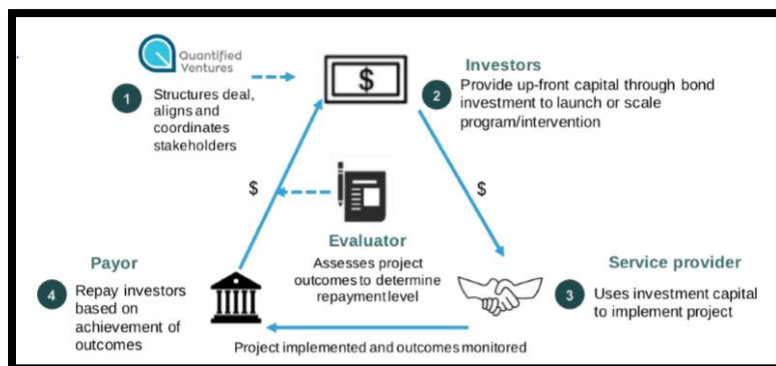 Quantified
Ventures
1
Structures deal,
aligns and
coordinates
stakeholders
$
Investors
2
Provide up-front capital through bond
investment to launch or scale
program/intervention
$
$
Evaluator
Assesses project
outcomes to determine
repayment level
Payor
4
Repay investors
based on
achievement of
outcomes
Service provider
3
Uses investment capital
to implement project
Project implemented and outcomes monitored